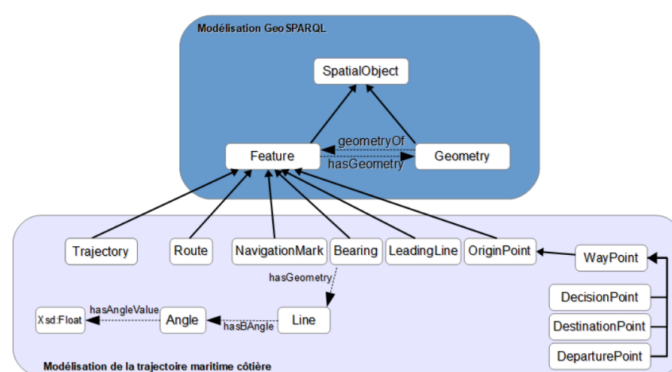 Modélisation GeoSPARQL
SpatialObject
geometryOf
Feature
hasGeometry
Geometry
Trajectory
Route
NavigationMark
Bearing
LeadingLine
OriginPoint
WayPoint
hasGeometry
DecisionPoint
Xsd:Float
hasAngleValue
Angle
hasBAngle
Line
DestinationPoint
DeparturePoint
Modélisation de la trajectoire maritime côtière